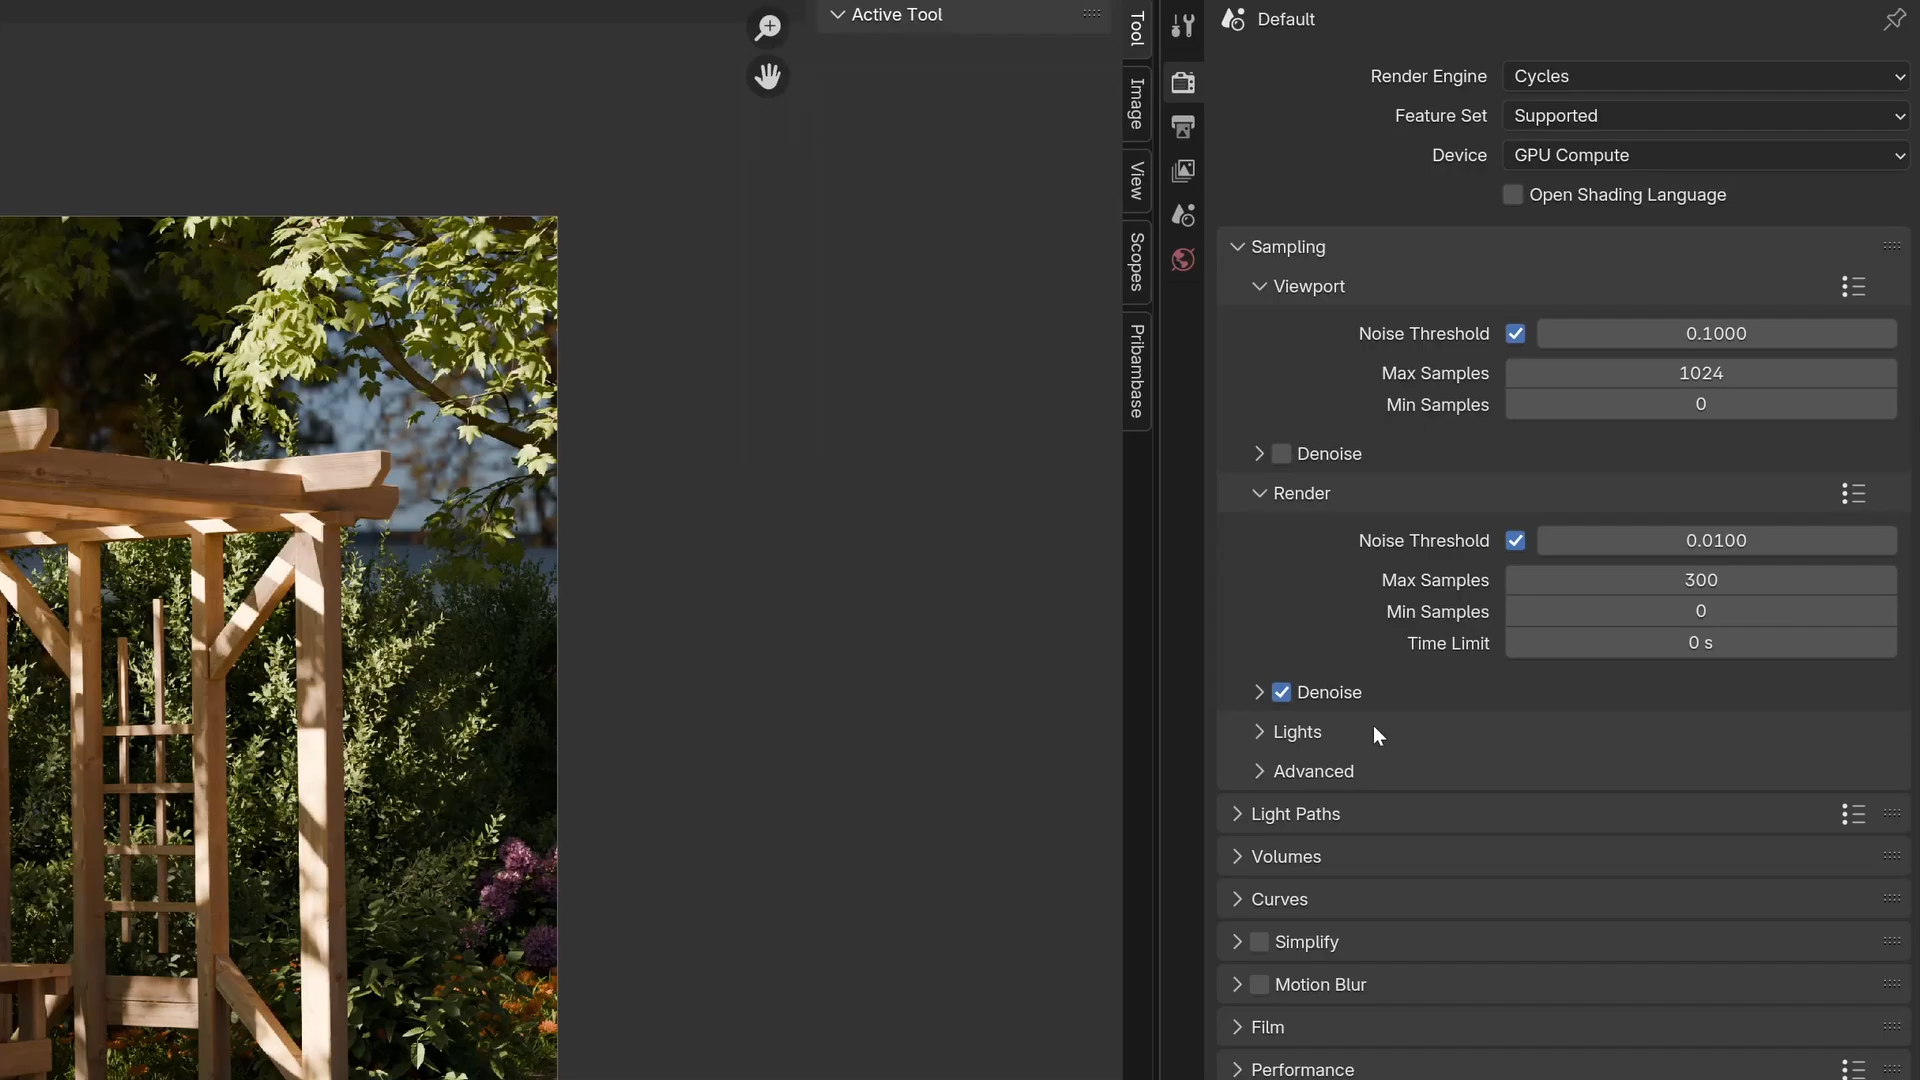 Active Tool
Tool
Image
View
Scopes
Pribambase
Default
Render Engine Cycles
Feature Set Supported
Device GPU Compute
Open Shading Language
Sampling
Viewport
Noise Threshold 0.1000
Max Samples 1024
Min Samples 0
Denoise
Render
Noise Threshold 0.0100
Max Samples 300
Min Samples 0
Time Limit 0 s
Denoise
Lights
Advanced
Light Paths
Volumes
Curves
Simplify
Motion Blur
Film
Performance